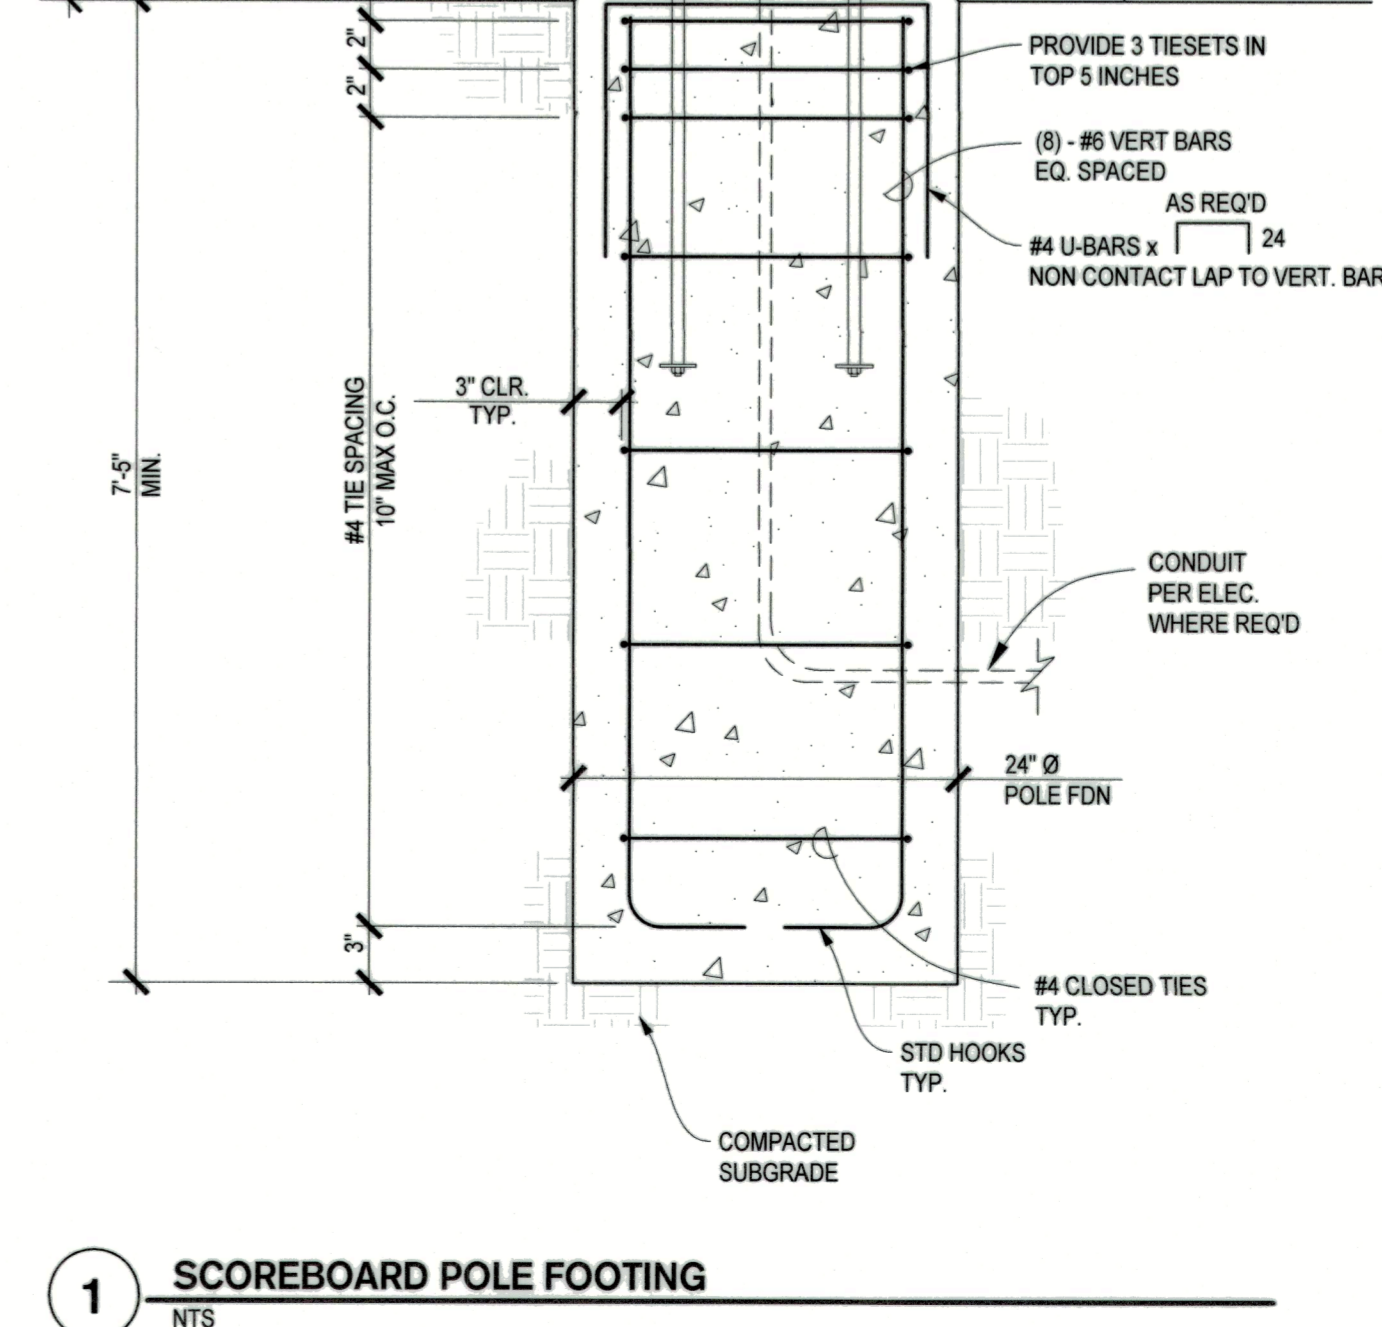 2"
2"
PROVIDE 3 TIESETS IN
TOP 5 INCHES
(8) - #6 VERT BARS
EQ. SPACED
AS REQ'D
#4 U-BARS x
24
NON CONTACT LAP TO VERT. BAR
3" CLR.
TYP.
#4 TIE SPACING
10" MAX O.C.
7'-5"
MIN.
CONDUIT
PER ELEC.
WHERE REQ'D
24" Ø
POLE FDN
3"
#4 CLOSED TIES
TYP.
STD HOOKS
TYP.
COMPACTED
SUBGRADE
1
SCOREBOARD POLE FOOTING
NTS